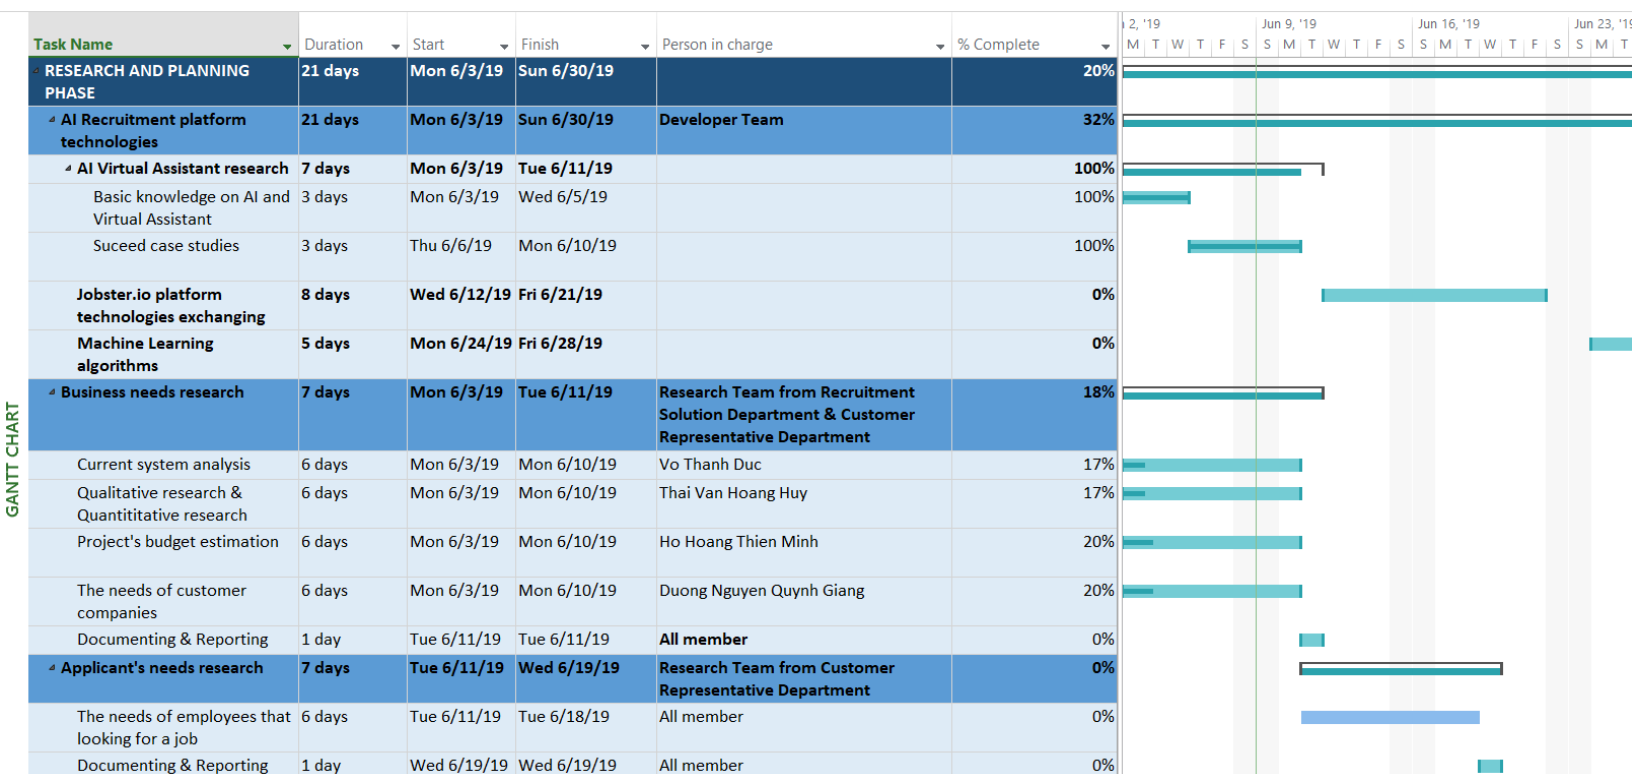 2, '19 Jun 9, '19 Jun 16, '19 Jun 23, '19
Task Name Duration Start Finish Person in charge % Complete M T W T F S S M T W T F S S M T W T F S S M T
RESEARCH AND PLANNING PHASE 21 days Mon 6/3/19 Sun 6/30/19 20%
AI Recruitment platform technologies 21 days Mon 6/3/19 Sun 6/30/19 Developer Team 32%
AI Virtual Assistant research 7 days Mon 6/3/19 Tue 6/11/19 100%
Basic knowledge on AI and Virtual Assistant 3 days Mon 6/3/19 Wed 6/5/19 100%
Suceed case studies 3 days Thu 6/6/19 Mon 6/10/19 100%
Jobster.io platform technologies exchanging 8 days Wed 6/12/19 Fri 6/21/19 0%
Machine Learning algorithms 5 days Mon 6/24/19 Fri 6/28/19 0%
Business needs research 7 days Mon 6/3/19 Tue 6/11/19 Research Team from Recruitment Solution Department & Customer Representative Department 18%
Current system analysis 6 days Mon 6/3/19 Mon 6/10/19 Vo Thanh Duc 17%
Qualitative research & Quantititative research 6 days Mon 6/3/19 Mon 6/10/19 Thai Van Hoang Huy 17%
Project's budget estimation 6 days Mon 6/3/19 Mon 6/10/19 Ho Hoang Thien Minh 20%
The needs of customer companies 6 days Mon 6/3/19 Mon 6/10/19 Duong Nguyen Quynh Giang 20%
Documenting & Reporting 1 day Tue 6/11/19 Tue 6/11/19 All member 0%
Applicant's needs research 7 days Tue 6/11/19 Wed 6/19/19 Research Team from Customer Representative Department 0%
The needs of employees that looking for a job 6 days Tue 6/11/19 Tue 6/18/19 All member 0%
Documenting & Reporting 1 day Wed 6/19/19 Wed 6/19/19 All member 0%
GANTT CHART